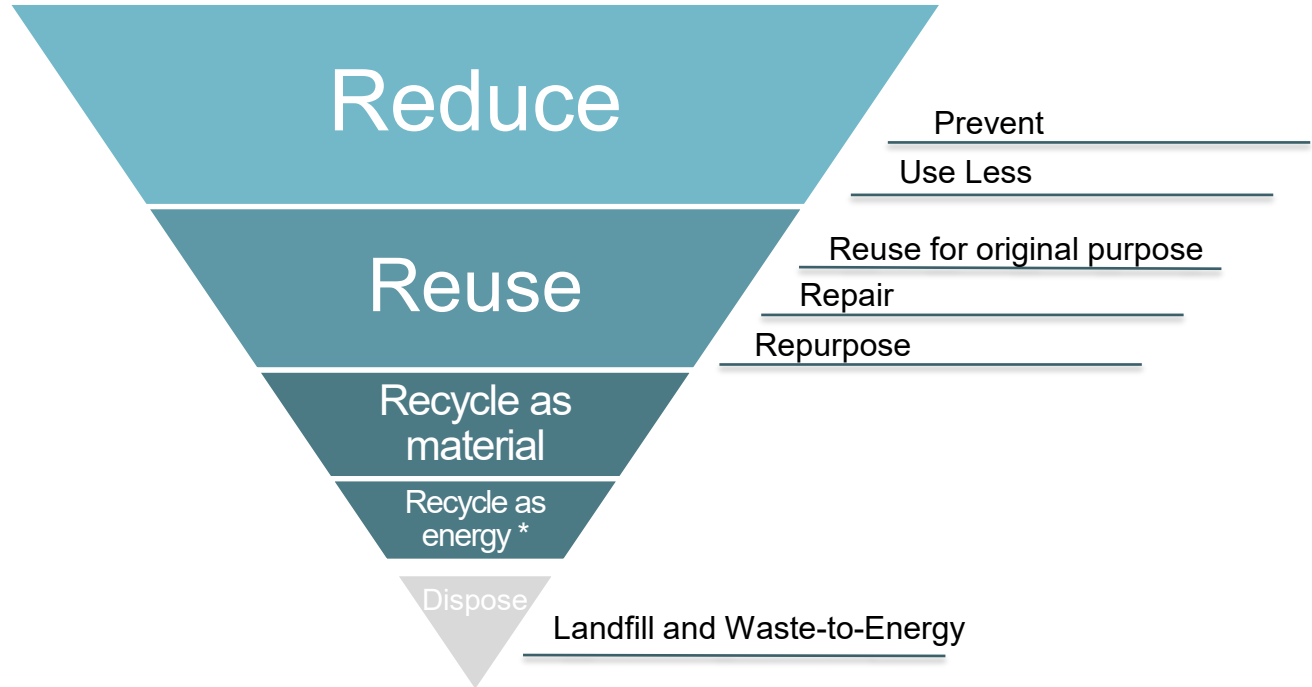 Reduce
Prevent
Use Less
Reuse
Reuse for original purpose
Repair
Repurpose
Recycle as
material
Recycle as
energy *
Dispose
Landfill and Waste-to-Energy